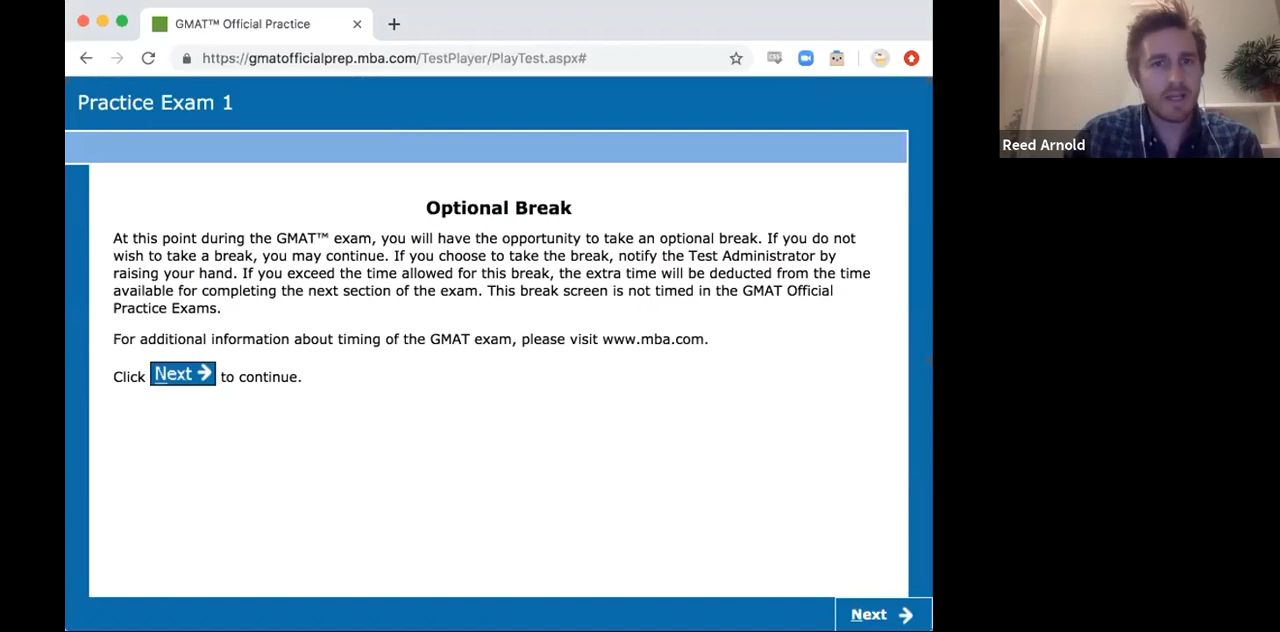 GMAT™ Official Practice
https://gmatofficialprep.mba.com/TestPlayer/PlayTest.aspx#
Practice Exam 1
Reed Arnold
Optional Break
At this point during the GMAT™ exam, you will have the opportunity to take an optional break. If you do not
wish to take a break, you may continue. If you choose to take the break, notify the Test Administrator by
raising your hand. If you exceed the time allowed for this break, the extra time will be deducted from the time
available for completing the next section of the exam. This break screen is not timed in the GMAT Official
Practice Exams.
For additional information about timing of the GMAT exam, please visit www.mba.com.
Click Next → to continue.
Next →